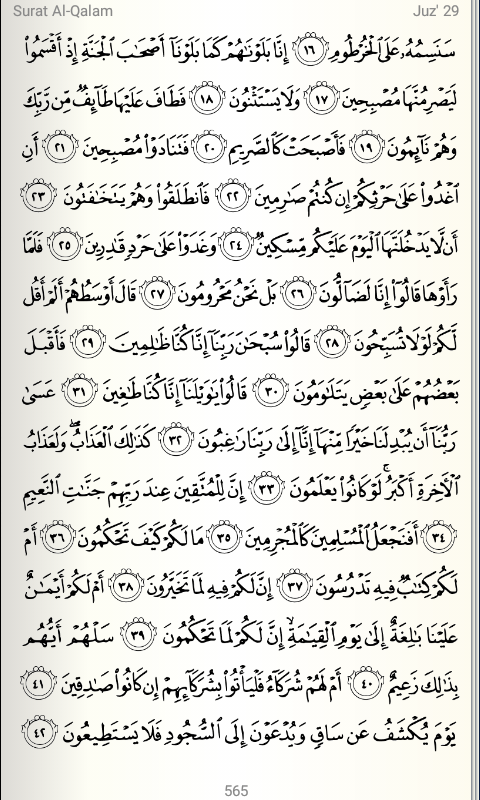 Surat Al-Qalam Juz' 29
سَنَسِمُهُۥ عَلَى ٱلْخُرْطُومِ ١٦ إِنَّا بَلَوْنَـٰهُمْ كَمَا بَلَوْنَآ أَصْحَـٰبَ ٱلْجَنَّةِ إِذْ أَقْسَمُوا۟
لَيَصْرِمُنَّهَا مُصْبِحِينَ ١٧ وَلَا يَسْتَثْنُونَ ١٨ فَطَافَ عَلَيْهَا طَآئِفٌ مِّن رَّبِّكَ
وَهُمْ نَآئِمُونَ ١٩ فَأَصْبَحَتْ كَٱلصَّرِيمِ ٢٠ فَتَنَادَوْا۟ مُصْبِحِينَ ٢١ أَنِ
ٱغْدُوا۟ عَلَىٰ حَرْثِكُمْ إِن كُنتُمْ صَـٰرِمِينَ ٢٢ فَٱنطَلَقُوا۟ وَهُمْ يَتَخَـٰفَتُونَ ٢٣
أَن لَّا يَدْخُلَنَّهَا ٱلْيَوْمَ عَلَيْكُم مِّسْكِينٌ ٢٤ وَغَدَوْا۟ عَلَىٰ حَرْدٍ قَـٰدِرِينَ ٢٥ فَلَمَّا
رَأَوْهَا قَالُوٓا۟ إِنَّا لَضَآلُّونَ ٢٦ بَلْ نَحْنُ مَحْرُومُونَ ٢٧ قَالَ أَوْسَطُهُمْ أَلَمْ أَقُل
لَّكُمْ لَوْلَا تُسَبِّحُونَ ٢٨ قَالُوا۟ سُبْحَـٰنَ رَبِّنَآ إِنَّا كُنَّا ظَـٰلِمِينَ ٢٩ فَأَقْبَلَ
بَعْضُهُمْ عَلَىٰ بَعْضٍ يَتَلَـٰوَمُونَ ٣٠ قَالُوا۟ يَـٰوَيْلَنَآ إِنَّا كُنَّا طَـٰغِينَ ٣١ عَسَىٰ
رَبُّنَآ أَن يُبْدِلَنَا خَيْرًا مِّنْهَآ إِنَّآ إِلَىٰ رَبِّنَا رَٰغِبُونَ ٣٢ كَذَٰلِكَ ٱلْعَذَابُ ۖ وَلَعَذَابُ
ٱلْـَٔاخِرَةِ أَكْبَرُ ۚ لَوْ كَانُوا۟ يَعْلَمُونَ ٣٣ إِنَّ لِلْمُتَّقِينَ عِندَ رَبِّهِمْ جَنَّـٰتِ ٱلنَّعِيمِ
٣٤ أَفَنَجْعَلُ ٱلْمُسْلِمِينَ كَٱلْمُجْرِمِينَ ٣٥ مَا لَكُمْ كَيْفَ تَحْكُمُونَ ٣٦ أَمْ
لَكُمْ كِتَـٰبٌ فِيهِ تَدْرُسُونَ ٣٧ إِنَّ لَكُمْ فِيهِ لَمَا تَخَيَّرُونَ ٣٨ أَمْ لَكُمْ أَيْمَـٰنٌ
عَلَيْنَا بَـٰلِغَةٌ إِلَىٰ يَوْمِ ٱلْقِيَـٰمَةِ ۙ إِنَّ لَكُمْ لَمَا تَحْكُمُونَ ٣٩ سَلْهُمْ أَيُّهُم
بِذَٰلِكَ زَعِيمٌ ٤٠ أَمْ لَهُمْ شُرَكَآءُ فَلْيَأْتُوا۟ بِشُرَكَآئِهِمْ إِن كَانُوا۟ صَـٰدِقِينَ ٤١
يَوْمَ يُكْشَفُ عَن سَاقٍ وَيُدْعَوْنَ إِلَى ٱلسُّجُودِ فَلَا يَسْتَطِيعُونَ ٤٢
565